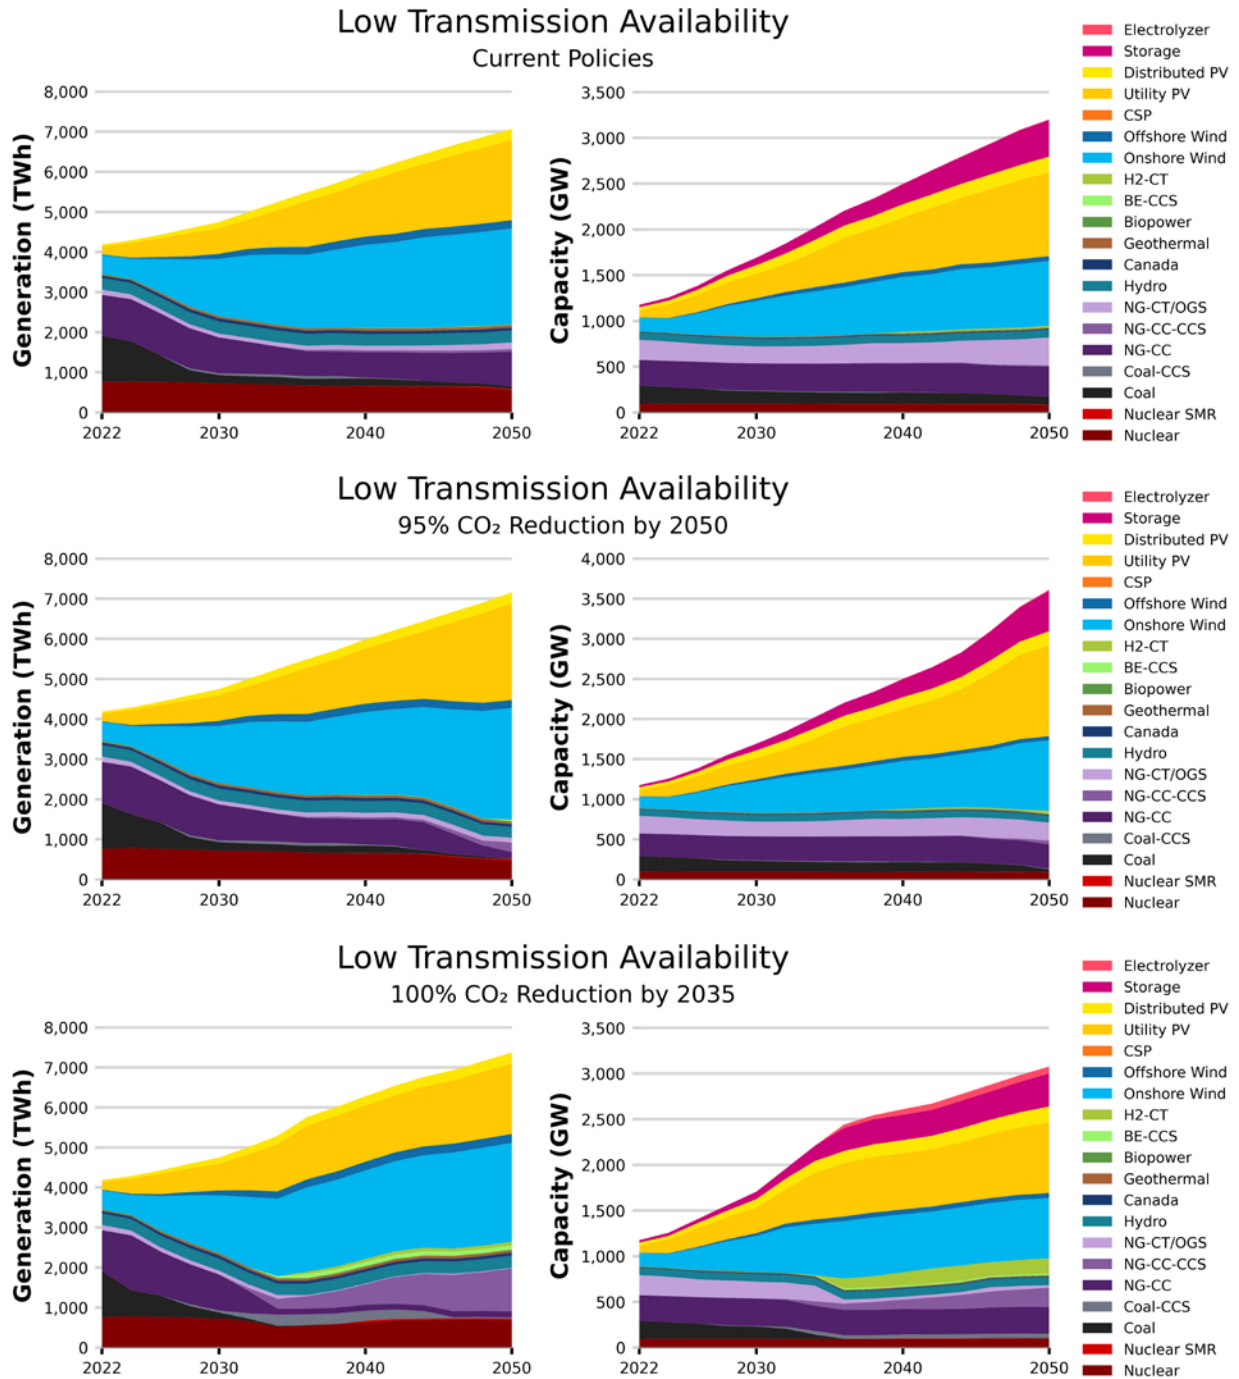 Low Transmission Availability
Current Policies
Generation (TWh)
8,000
7,000
6,000
5,000
4,000
3,000
2,000
1,000
0
2022
2030
2040
2050
Capacity (GW)
3,500
3,000
2,500
2,000
1,500
1,000
500
0
2022
2030
2040
2050
Electrolyzer
Storage
Distributed PV
Utility PV
CSP
Offshore Wind
Onshore Wind
H2-CT
BE-CCS
Biopower
Geothermal
Canada
Hydro
NG-CT/OGS
NG-CC-CCS
NG-CC
Coal-CCS
Coal
Nuclear SMR
Nuclear
Low Transmission Availability
95% CO₂ Reduction by 2050
Generation (TWh)
8,000
7,000
6,000
5,000
4,000
3,000
2,000
1,000
0
2022
2030
2040
2050
Capacity (GW)
4,000
3,500
3,000
2,500
2,000
1,500
1,000
500
0
2022
2030
2040
2050
Electrolyzer
Storage
Distributed PV
Utility PV
CSP
Offshore Wind
Onshore Wind
H2-CT
BE-CCS
Biopower
Geothermal
Canada
Hydro
NG-CT/OGS
NG-CC-CCS
NG-CC
Coal-CCS
Coal
Nuclear SMR
Nuclear
Low Transmission Availability
100% CO₂ Reduction by 2035
Generation (TWh)
8,000
7,000
6,000
5,000
4,000
3,000
2,000
1,000
0
2022
2030
2040
2050
Capacity (GW)
3,500
3,000
2,500
2,000
1,500
1,000
500
0
2022
2030
2040
2050
Electrolyzer
Storage
Distributed PV
Utility PV
CSP
Offshore Wind
Onshore Wind
H2-CT
BE-CCS
Biopower
Geothermal
Canada
Hydro
NG-CT/OGS
NG-CC-CCS
NG-CC
Coal-CCS
Coal
Nuclear SMR
Nuclear